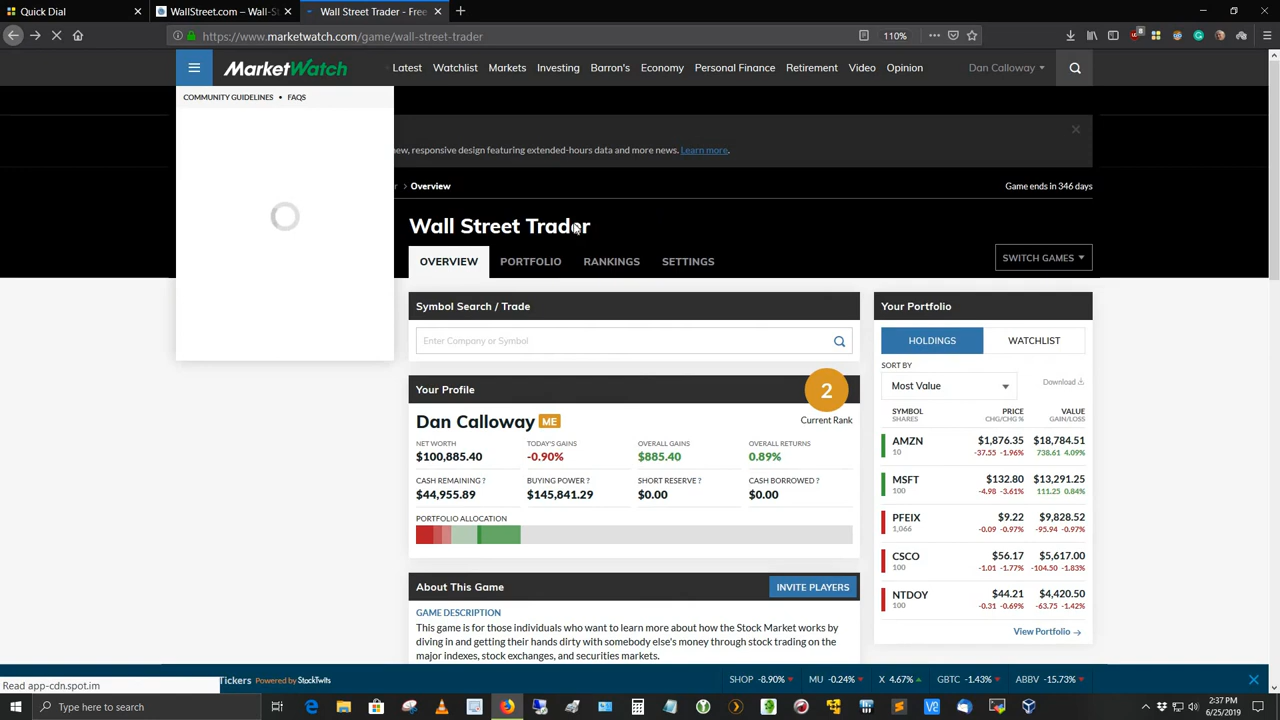 Quick Dial
WallStreet.com – Wall-S
Wall Street Trader - Free
https://www.marketwatch.com/game/wall-street-trader
110%
MarketWatch
Latest Watchlist Markets Investing Barron's Economy Personal Finance Retirement Video Opinion
Dan Calloway
COMMUNITY GUIDELINES • FAQS
new, responsive design featuring extended-hours data and more news. Learn more.
r > Overview
Game ends in 346 days
Wall Street Trader
OVERVIEW PORTFOLIO RANKINGS SETTINGS
SWITCH GAMES
Symbol Search / Trade
Enter Company or Symbol
Your Profile
2
Current Rank
Dan Calloway ME
NET WORTH TODAY'S GAINS OVERALL GAINS OVERALL RETURNS
$100,885.40 -0.90% $885.40 0.89%
CASH REMAINING ? BUYING POWER ? SHORT RESERVE ? CASH BORROWED ?
$44,955.89 $145,841.29 $0.00 $0.00
PORTFOLIO ALLOCATION
About This Game
INVITE PLAYERS
GAME DESCRIPTION
This game is for those individuals who want to learn more about how the Stock Market works by
diving in and getting their hands dirty with somebody else's money through stock trading on the
major indexes, stock exchanges, and securities markets.
Your Portfolio
HOLDINGS WATCHLIST
SORT BY
Most Value
Download
SYMBOL PRICE VALUE
SHARES CHG/CHG % GAIN/LOSS
AMZN $1,876.35 $18,784.51
10 -37.55 -1.96% 738.61 4.09%
MSFT $132.80 $13,291.25
100 -4.98 -3.61% 111.25 0.84%
PFEIX $9.22 $9,828.52
1,066 -0.09 -0.97% -95.94 -0.97%
CSCO $56.17 $5,617.00
100 -1.01 -1.77% -104.50 -1.83%
NTDOY $44.21 $4,420.50
100 -0.31 -0.69% -63.75 -1.42%
View Portfolio →
Read app-cdn.spot.im
Tickers Powered by StockTwits
SHOP -8.90% MU -0.24% X 4.67% GBTC -1.43% ABBV -15.73%
Type here to search
2:37 PM
6/25/2019